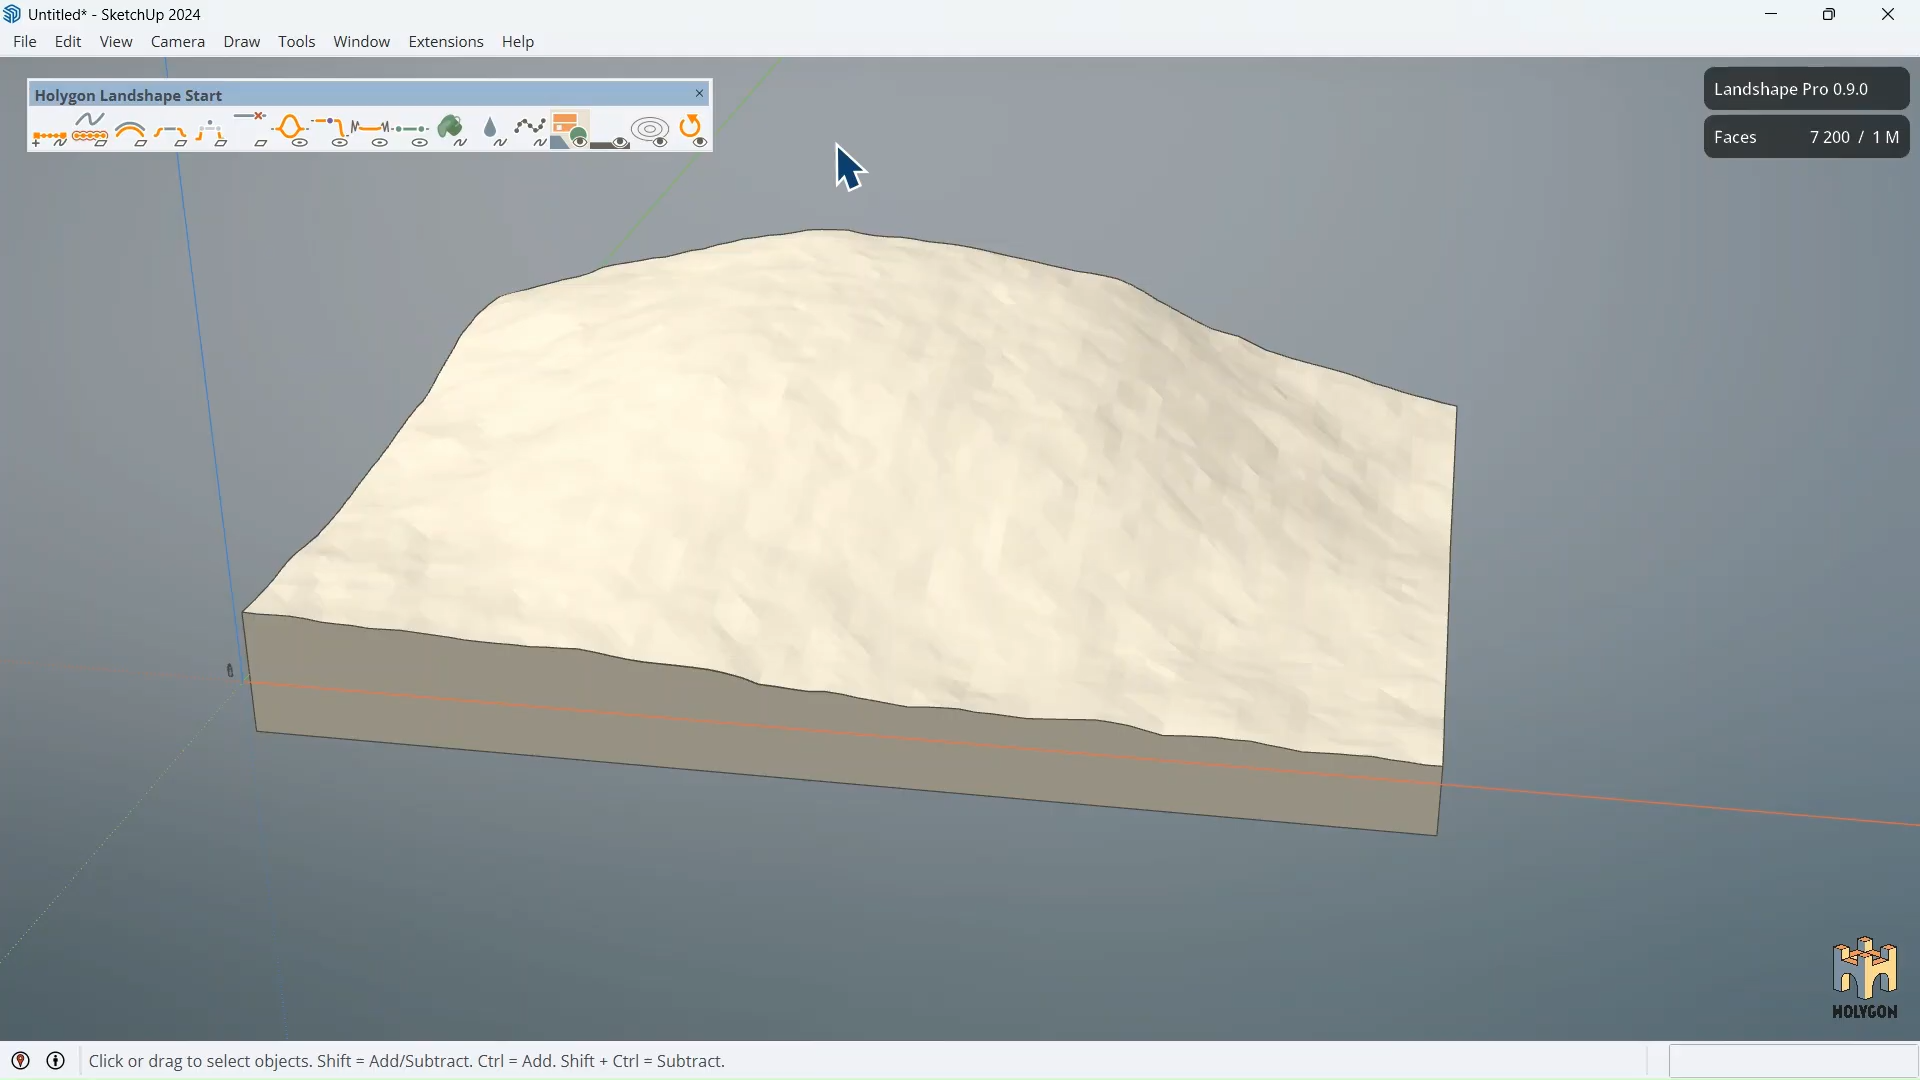 Untitled* - SketchUp 2024
File Edit View Camera Draw Tools Window Extensions Help
Holygon Landshape Start
Landshape Pro 0.9.0
Faces 7 200 / 1 M
HOLYGON
Click or drag to select objects. Shift = Add/Subtract. Ctrl = Add. Shift + Ctrl = Subtract.